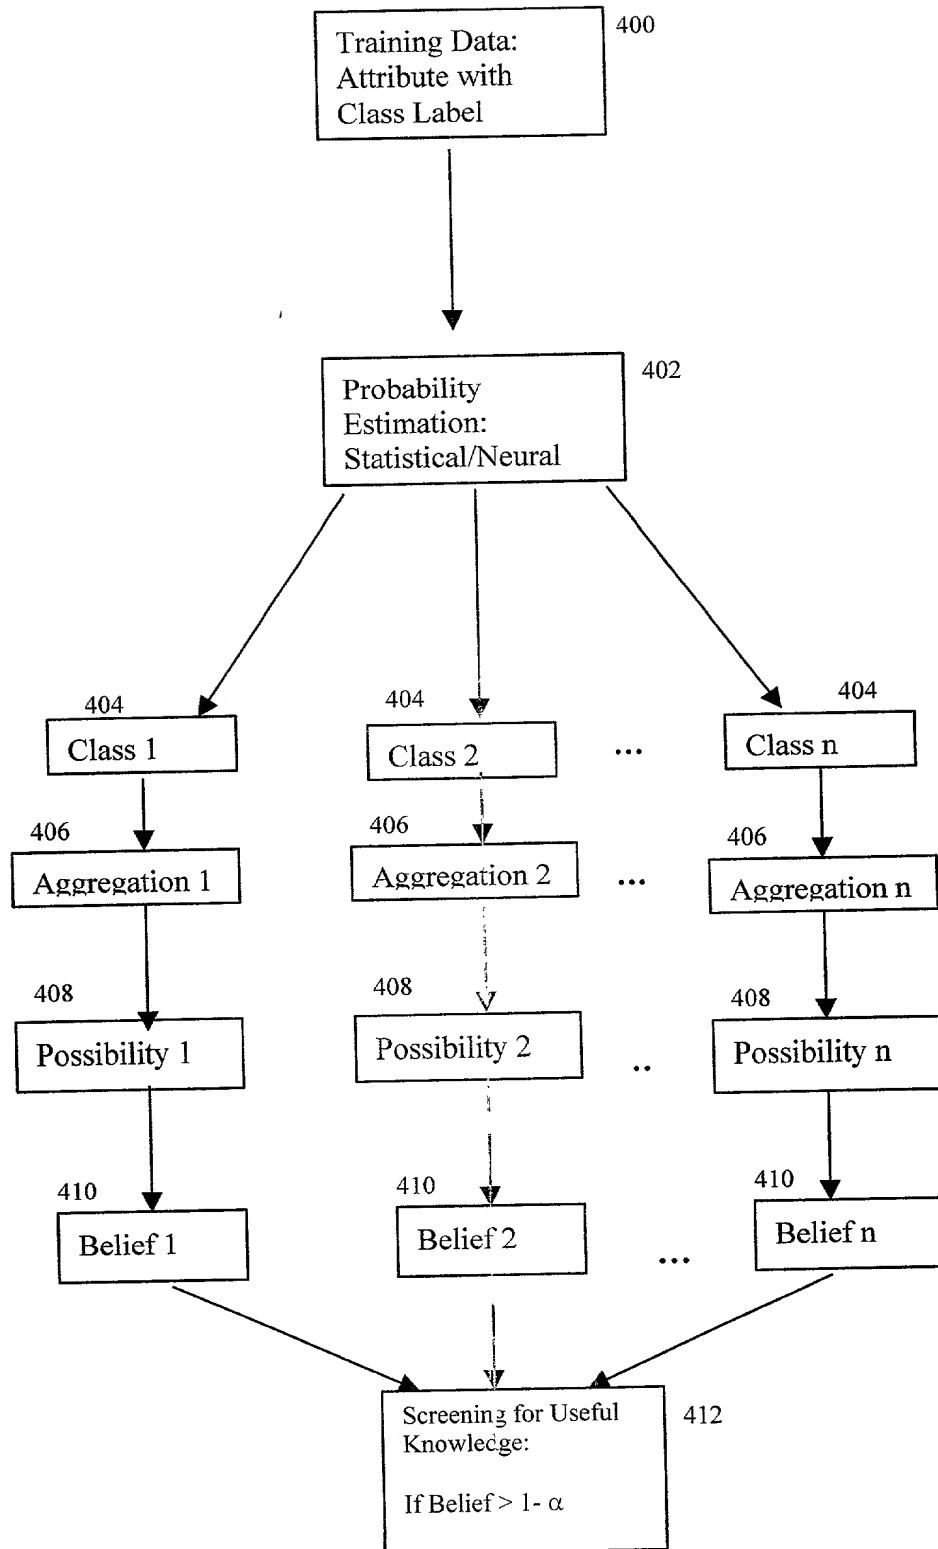 400
Training Data:
Attribute with
Class Label
402
Probability
Estimation:
Statistical/Neural
404 404 404
Class 1 Class 2 ... Class n
406 406 406
Aggregation 1 Aggregation 2 ... Aggregation n
408 408 408
Possibility 1 Possibility 2 .. Possibility n
410 410 410
Belief 1 Belief 2 ... Belief n
412
Screening for Useful
Knowledge:
If Belief > 1- α